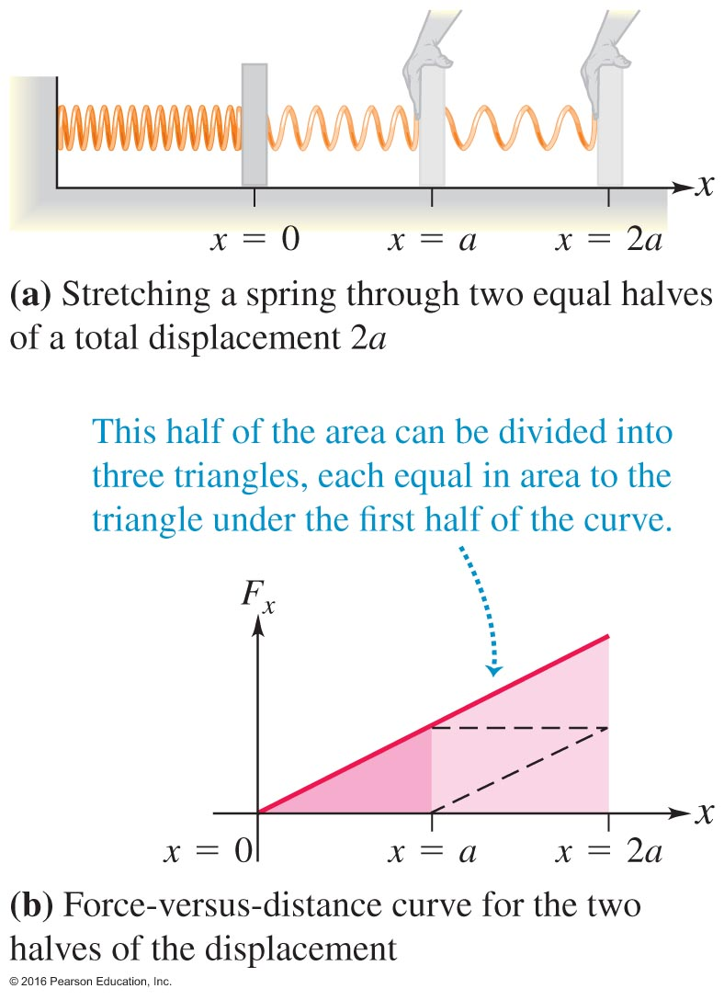 x
x = 0 x = a x = 2a
(a) Stretching a spring through two equal halves
of a total displacement 2a
This half of the area can be divided into
three triangles, each equal in area to the
triangle under the first half of the curve.
Fx
x
x = 0 x = a x = 2a
(b) Force-versus-distance curve for the two
halves of the displacement
© 2016 Pearson Education, Inc.